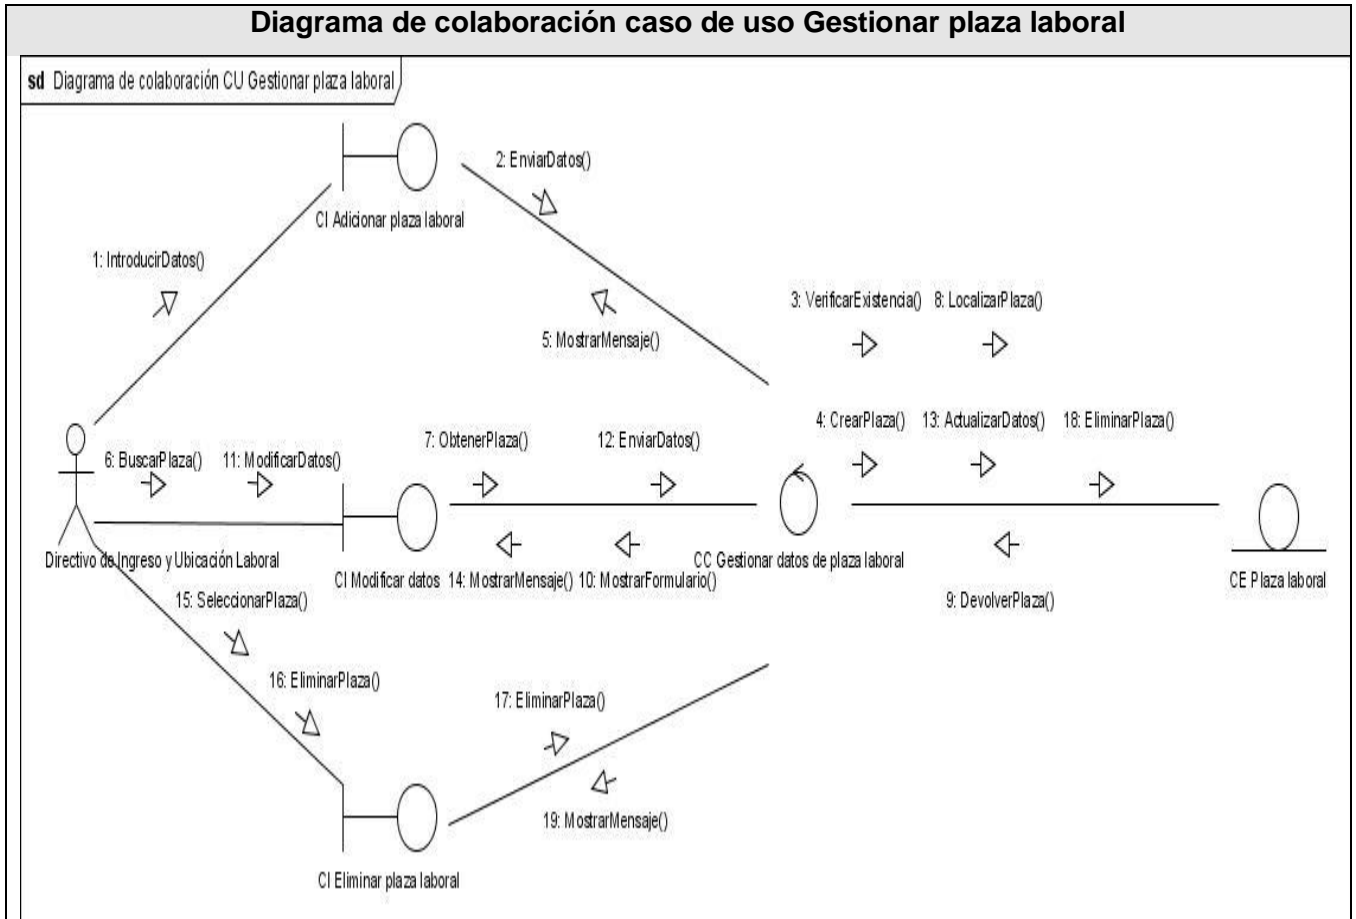 Diagrama de colaboración caso de uso Gestionar plaza laboral
sd Diagrama de colaboración CU Gestionar plaza laboral
2: EnviarDatos()
CI Adicionar plaza laboral
1: IntroducirDatos()
3: VerificarExistencia() 8: LocalizarPlaza()
5: MostrarMensaje()
4: CrearPlaza() 13: ActualizarDatos() 18: EliminarPlaza()
6: BuscarPlaza() 11: ModificarDatos()
7: ObtenerPlaza() 12: EnviarDatos()
Directivo de Ingreso y Ubicación Laboral
CI Modificar datos 14: MostrarMensaje() 10: MostrarFormulario()
CC Gestionar datos de plaza laboral
CE Plaza laboral
9: DevolverPlaza()
15: SeleccionarPlaza()
16: EliminarPlaza()
17: EliminarPlaza()
19: MostrarMensaje()
CI Eliminar plaza laboral